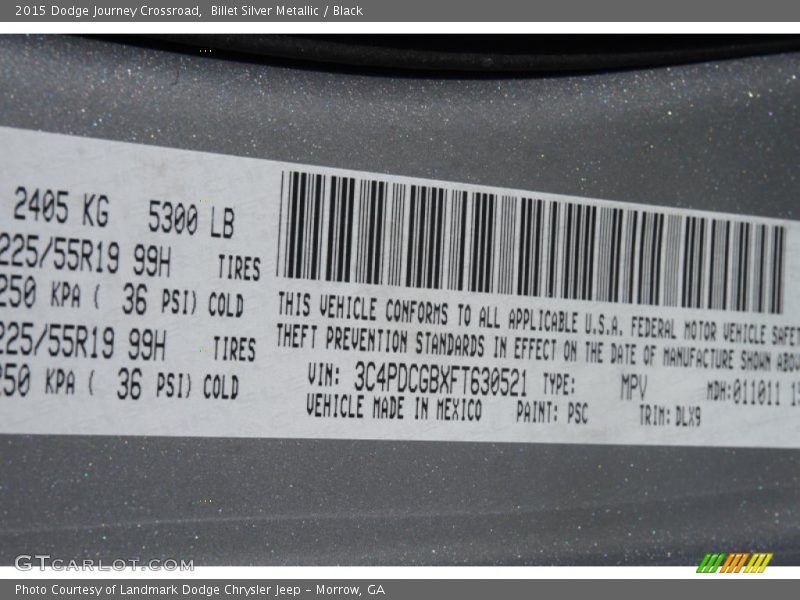 2015 Dodge Journey Crossroad, Billet Silver Metallic / Black
2405 KG 5300 LB
225/55R19 99H TIRES
250 KPA ( 36 PSI) COLD
225/55R19 99H TIRES
250 KPA ( 36 PSI) COLD
THIS VEHICLE CONFORMS TO ALL APPLICABLE U.S.A. FEDERAL MOTOR VEHICLE SAFET
THEFT PREVENTION STANDARDS IN EFFECT ON THE DATE OF MANUFACTURE SHOWN ABOV
VIN: 3C4PDCGBXFT630521 TYPE: MPV MDH:011011
VEHICLE MADE IN MEXICO PAINT: PSC TRIM: DLX9
GTCARLOT.COM
Photo Courtesy of Landmark Dodge Chrysler Jeep - Morrow, GA